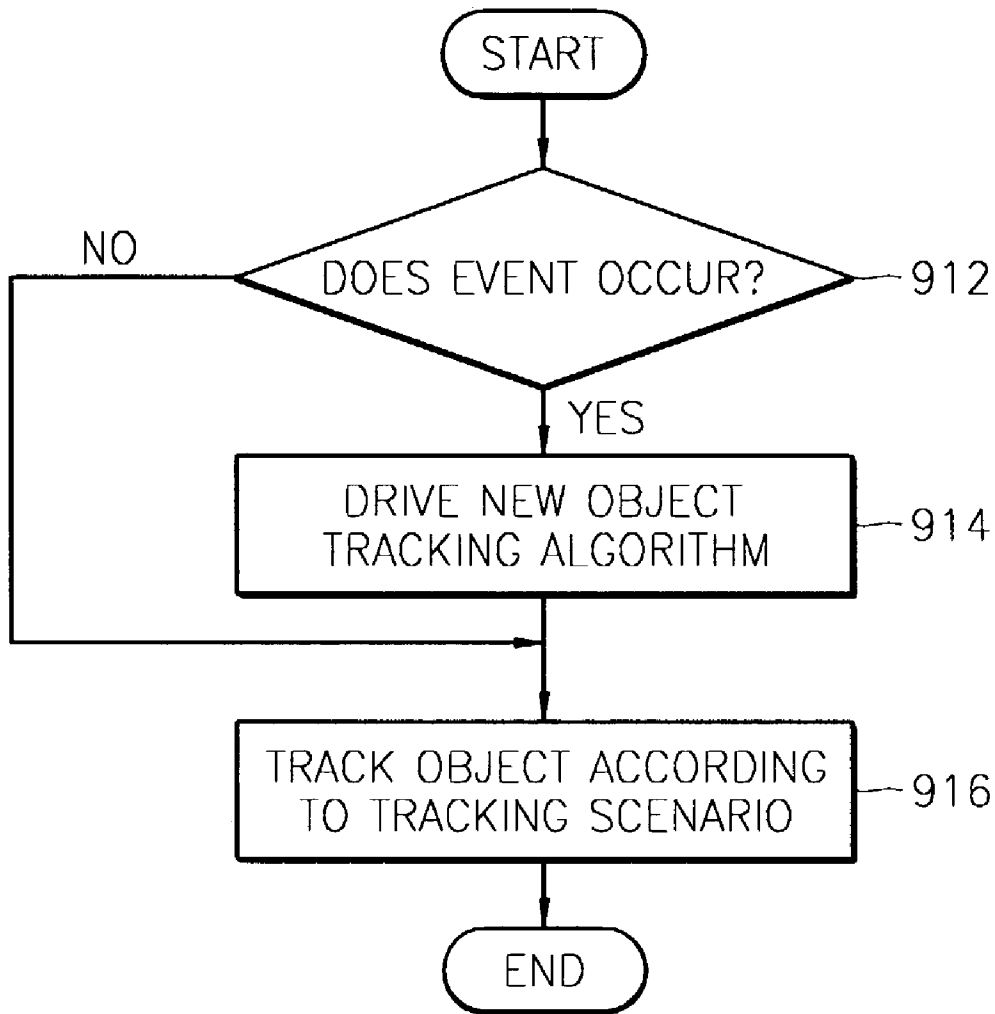 START
NO
DOES EVENT OCCUR?
912
YES
DRIVE NEW OBJECT
TRACKING ALGORITHM
914
TRACK OBJECT ACCORDING
TO TRACKING SCENARIO
916
END